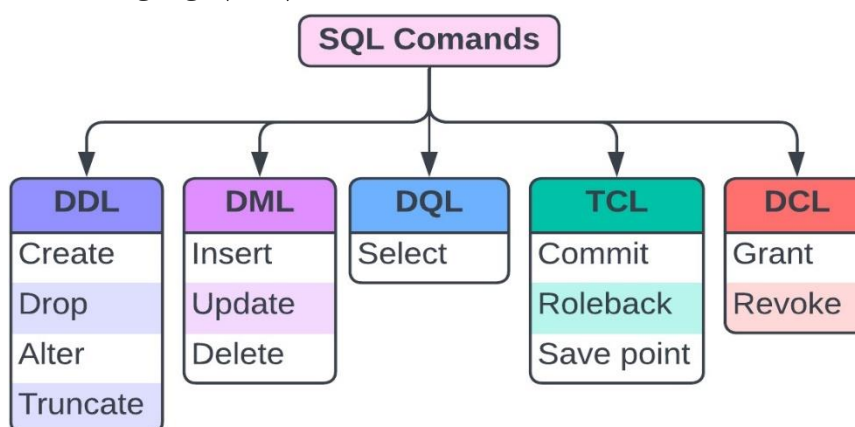 SQL Comands
DDL
Create
Drop
Alter
Truncate
DML
Insert
Update
Delete
DQL
Select
TCL
Commit
Roleback
Save point
DCL
Grant
Revoke